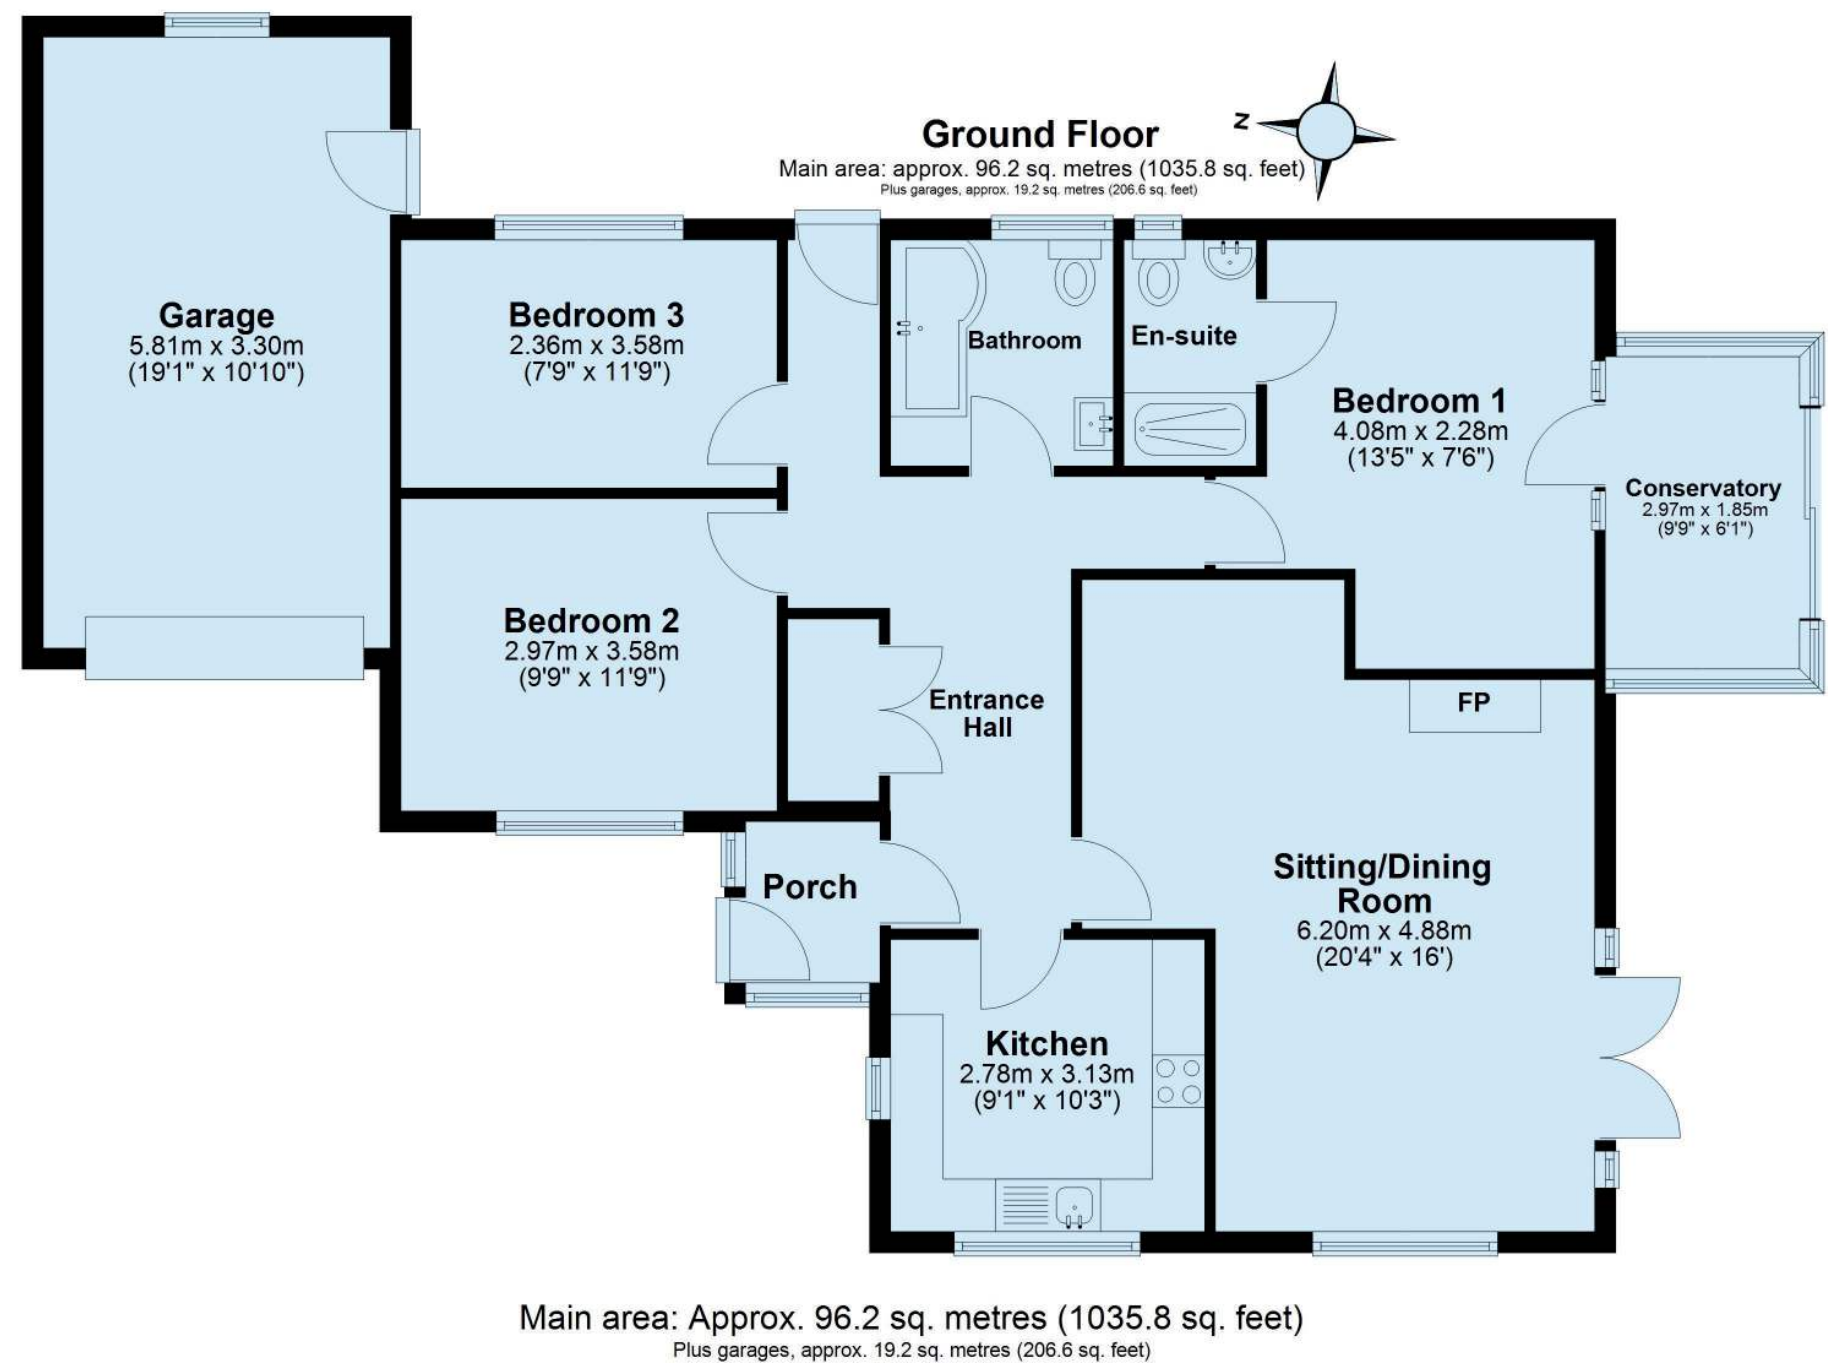 Ground Floor
Main area: approx. 96.2 sq. metres (1035.8 sq. feet)
Plus garages, approx. 19.2 sq. metres (206.6 sq. feet)
N
Garage
5.81m x 3.30m
(19'1" x 10'10")
Bedroom 3
2.36m x 3.58m
(7'9" x 11'9")
Bathroom
En-suite
Bedroom 1
4.08m x 2.28m
(13'5" x 7'6")
Conservatory
2.97m x 1.85m
(9'9" x 6'1")
Bedroom 2
2.97m x 3.58m
(9'9" x 11'9")
Entrance
Hall
FP
Porch
Sitting/Dining
Room
6.20m x 4.88m
(20'4" x 16')
Kitchen
2.78m x 3.13m
(9'1" x 10'3")
Main area: Approx. 96.2 sq. metres (1035.8 sq. feet)
Plus garages, approx. 19.2 sq. metres (206.6 sq. feet)